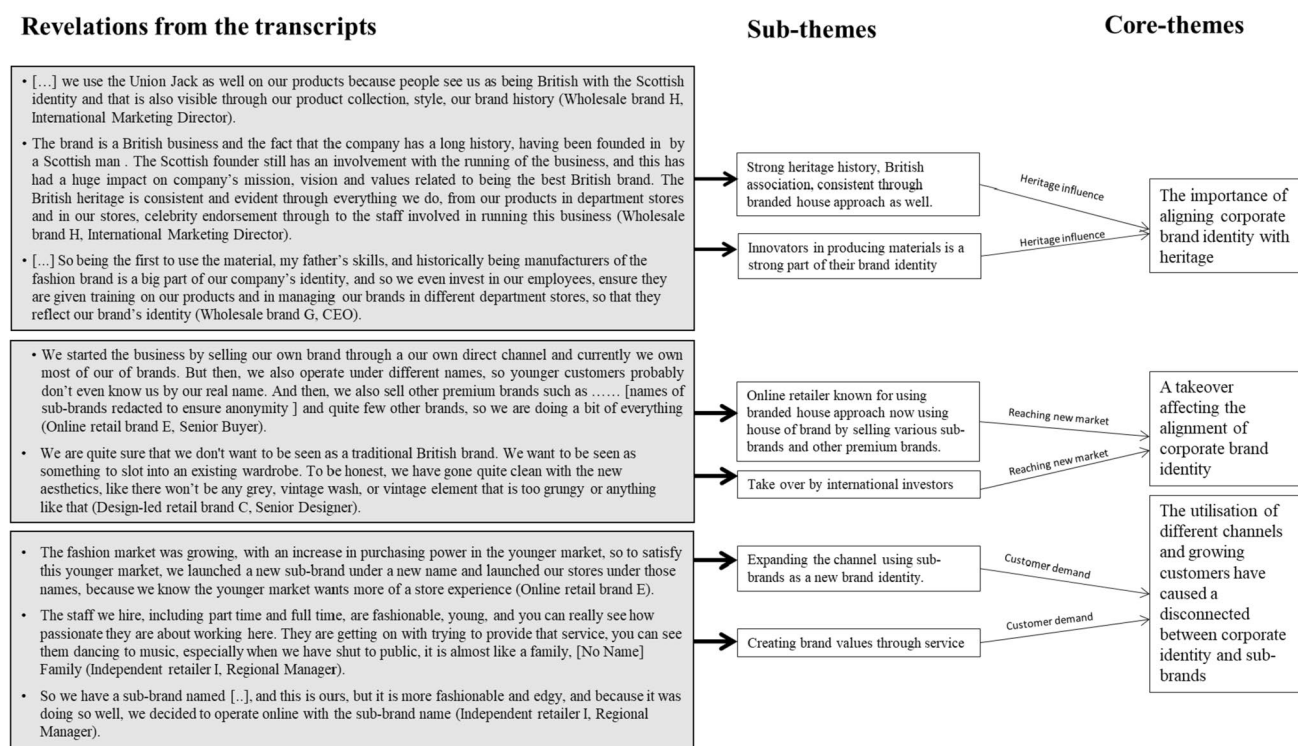 Revelations from the transcripts
Sub-themes
Core-themes
• […] we use the Union Jack as well on our products because people see us as being British with the Scottish
identity and that is also visible through our product collection, style, our brand history (Wholesale brand H,
International Marketing Director).
• The brand is a British business and the fact that the company has a long history, having been founded in by
a Scottish man . The Scottish founder still has an involvement with the running of the business, and this has
had a huge impact on company’s mission, vision and values related to being the best British brand. The
British heritage is consistent and evident through everything we do, from our products in department stores
and in our stores, celebrity endorsement through to the staff involved in running this business (Wholesale
brand H, International Marketing Director).
• [...] So being the first to use the material, my father’s skills, and historically being manufacturers of the
fashion brand is a big part of our company’s identity, and so we even invest in our employees, ensure they
are given training on our products and in managing our brands in different department stores, so that they
reflect our brand’s identity (Wholesale brand G, CEO).
Strong heritage history, British
association, consistent through
branded house approach as well.
Heritage influence
Innovators in producing materials is a
strong part of their brand identity
Heritage influence
The importance of
aligning corporate
brand identity with
heritage
• We started the business by selling our own brand through a our own direct channel and currently we own
most of our of brands. But then, we also operate under different names, so younger customers probably
don’t even know us by our real name. And then, we also sell other premium brands such as …… [names of
sub-brands redacted to ensure anonymity ] and quite few other brands, so we are doing a bit of everything
(Online retail brand E, Senior Buyer).
• We are quite sure that we don't want to be seen as a traditional British brand. We want to be seen as
something to slot into an existing wardrobe. To be honest, we have gone quite clean with the new
aesthetics, like there won’t be any grey, vintage wash, or vintage element that is too grungy or anything
like that (Design-led retail brand C, Senior Designer).
Online retailer known for using
branded house approach now using
house of brand by selling various sub-
brands and other premium brands.
Reaching new market
Take over by international investors
Reaching new market
A takeover
affecting the
alignment of
corporate brand
identity
• The fashion market was growing, with an increase in purchasing power in the younger market, so to satisfy
this younger market, we launched a new sub-brand under a new name and launched our stores under those
names, because we know the younger market wants more of a store experience (Online retail brand E).
• The staff we hire, including part time and full time, are fashionable, young, and you can really see how
passionate they are about working here. They are getting on with trying to provide that service, you can see
them dancing to music, especially when we have shut to public, it is almost like a family, [No Name]
Family (Independent retailer I, Regional Manager).
• So we have a sub-brand named [..], and this is ours, but it is more fashionable and edgy, and because it was
doing so well, we decided to operate online with the sub-brand name (Independent retailer I, Regional
Manager).
Expanding the channel using sub-
brands as a new brand identity.
Customer demand
Creating brand values through service
Customer demand
The utilisation of
different channels
and growing
customers have
caused a
disconnected
between corporate
identity and sub-
brands